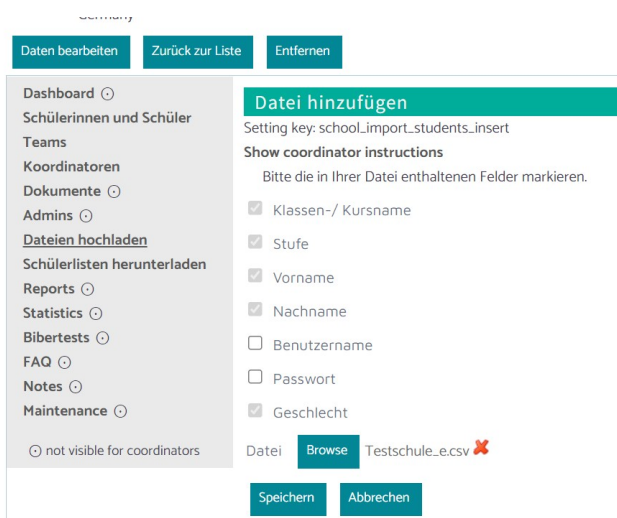 Germany
Daten bearbeiten
Zurück zur Liste
Entfernen
Dashboard
Schülerinnen und Schüler
Teams
Koordinatoren
Dokumente
Admins
Dateien hochladen
Schülerlisten herunterladen
Reports
Statistics
Bibertests
FAQ
Notes
Maintenance
not visible for coordinators
Datei hinzufügen
Setting key: school_import_students_insert
Show coordinator instructions
Bitte die in Ihrer Datei enthaltenen Felder markieren.
Klassen-/ Kursname
Stufe
Vorname
Nachname
Benutzername
Passwort
Geschlecht
Datei Browse Testschule_e.csv
Speichern Abbrechen